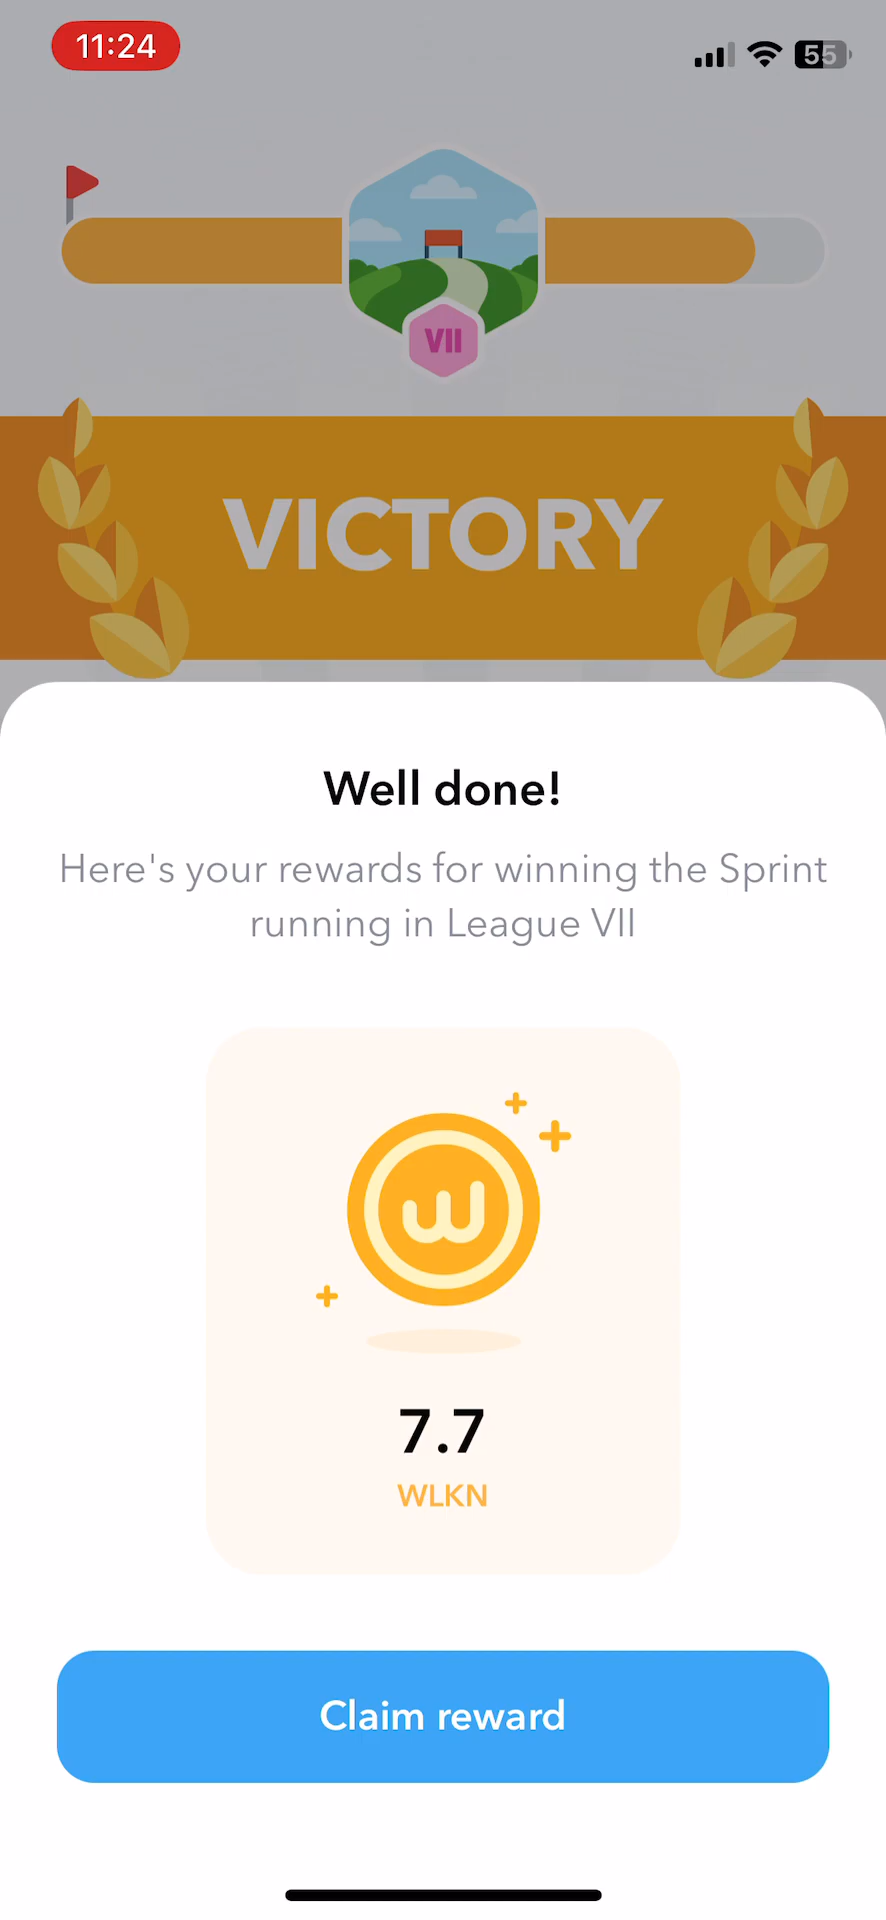 11:24
55
VII
VICTORY
Well done!
Here's your rewards for winning the Sprint
running in League VII
7.7
WLKN
Claim reward